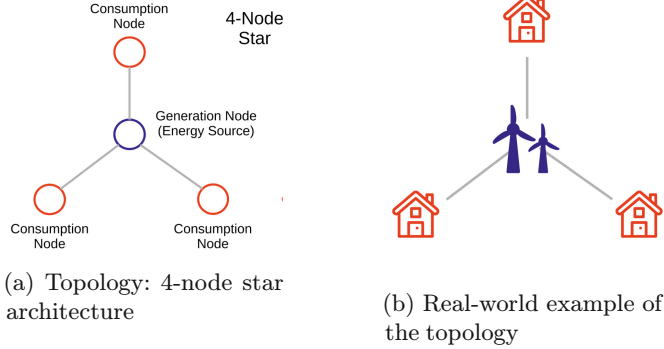 Consumption
Node
4-Node
Star
Generation Node
(Energy Source)
Consumption
Node
Consumption
Node
(a) Topology: 4-node star
architecture
(b) Real-world example of
the topology